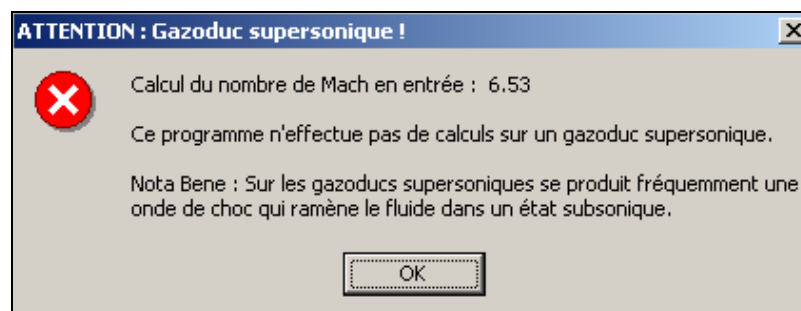 ATTENTION : Gazoduc supersonique !
Calcul du nombre de Mach en entrée : 6.53
Ce programme n'effectue pas de calculs sur un gazoduc supersonique.
Nota Bene : Sur les gazoducs supersoniques se produit fréquemment une
onde de choc qui ramène le fluide dans un état subsonique.
OK